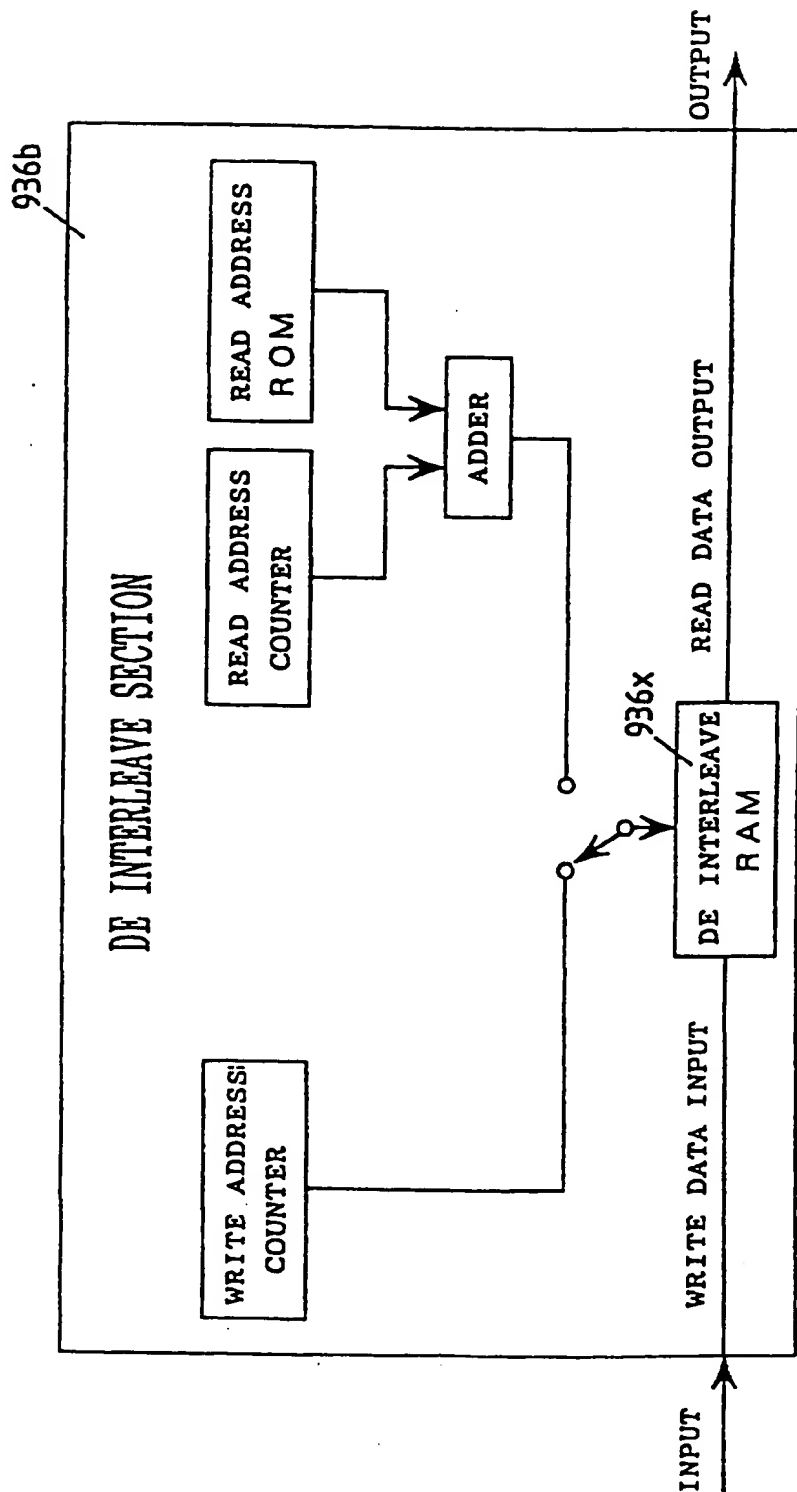 936b
DE INTERLEAVE SECTION
WRITE ADDRESS
COUNTER
READ ADDRESS
COUNTER
READ ADDRESS
ROM
ADDER
936x
INPUT
WRITE DATA INPUT
DE INTERLEAVE
RAM
READ DATA OUTPUT
OUTPUT